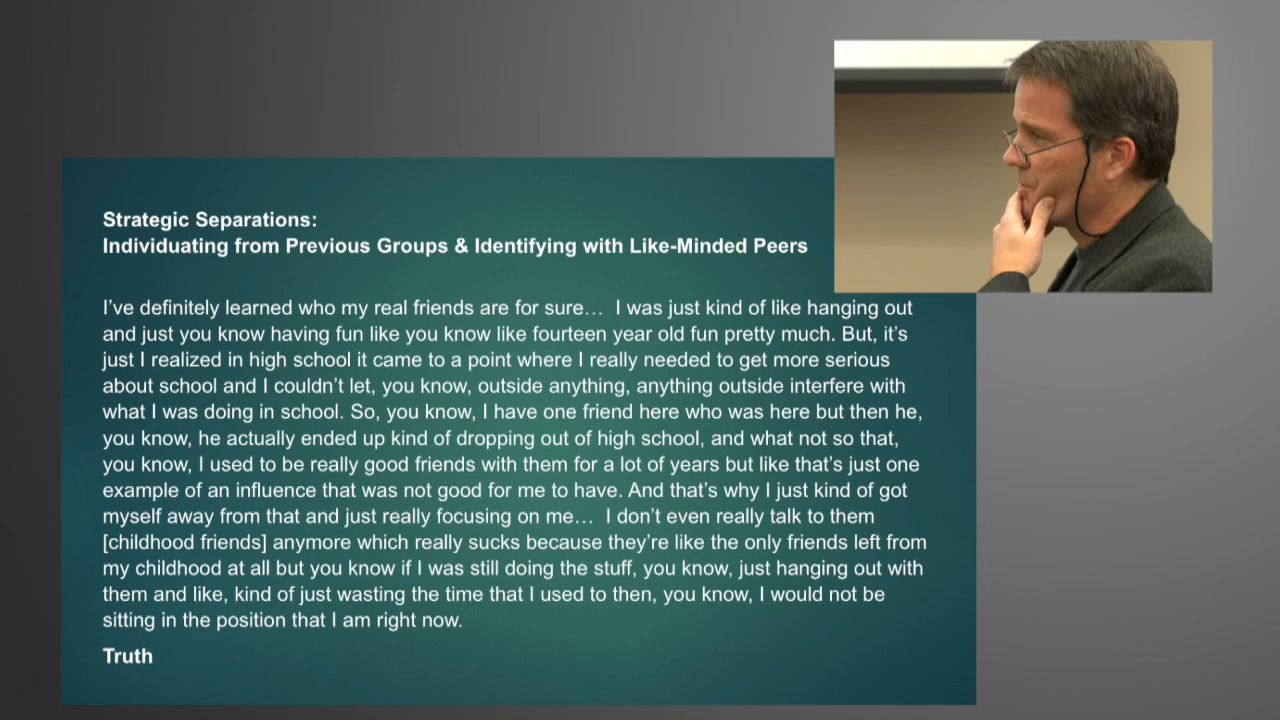 Strategic Separations:
Individuating from Previous Groups & Identifying with Like-Minded Peers
I’ve definitely learned who my real friends are for sure…  I was just kind of like hanging out
and just you know having fun like you know like fourteen year old fun pretty much. But, it’s
just I realized in high school it came to a point where I really needed to get more serious
about school and I couldn’t let, you know, outside anything, anything outside interfere with
what I was doing in school. So, you know, I have one friend here who was here but then he,
you know, he actually ended up kind of dropping out of high school, and what not so that,
you know, I used to be really good friends with them for a lot of years but like that’s just one
example of an influence that was not good for me to have. And that’s why I just kind of got
myself away from that and just really focusing on me…  I don’t even really talk to them
[childhood friends] anymore which really sucks because they’re like the only friends left from
my childhood at all but you know if I was still doing the stuff, you know, just hanging out with
them and like, kind of just wasting the time that I used to then, you know, I would not be
sitting in the position that I am right now.
Truth